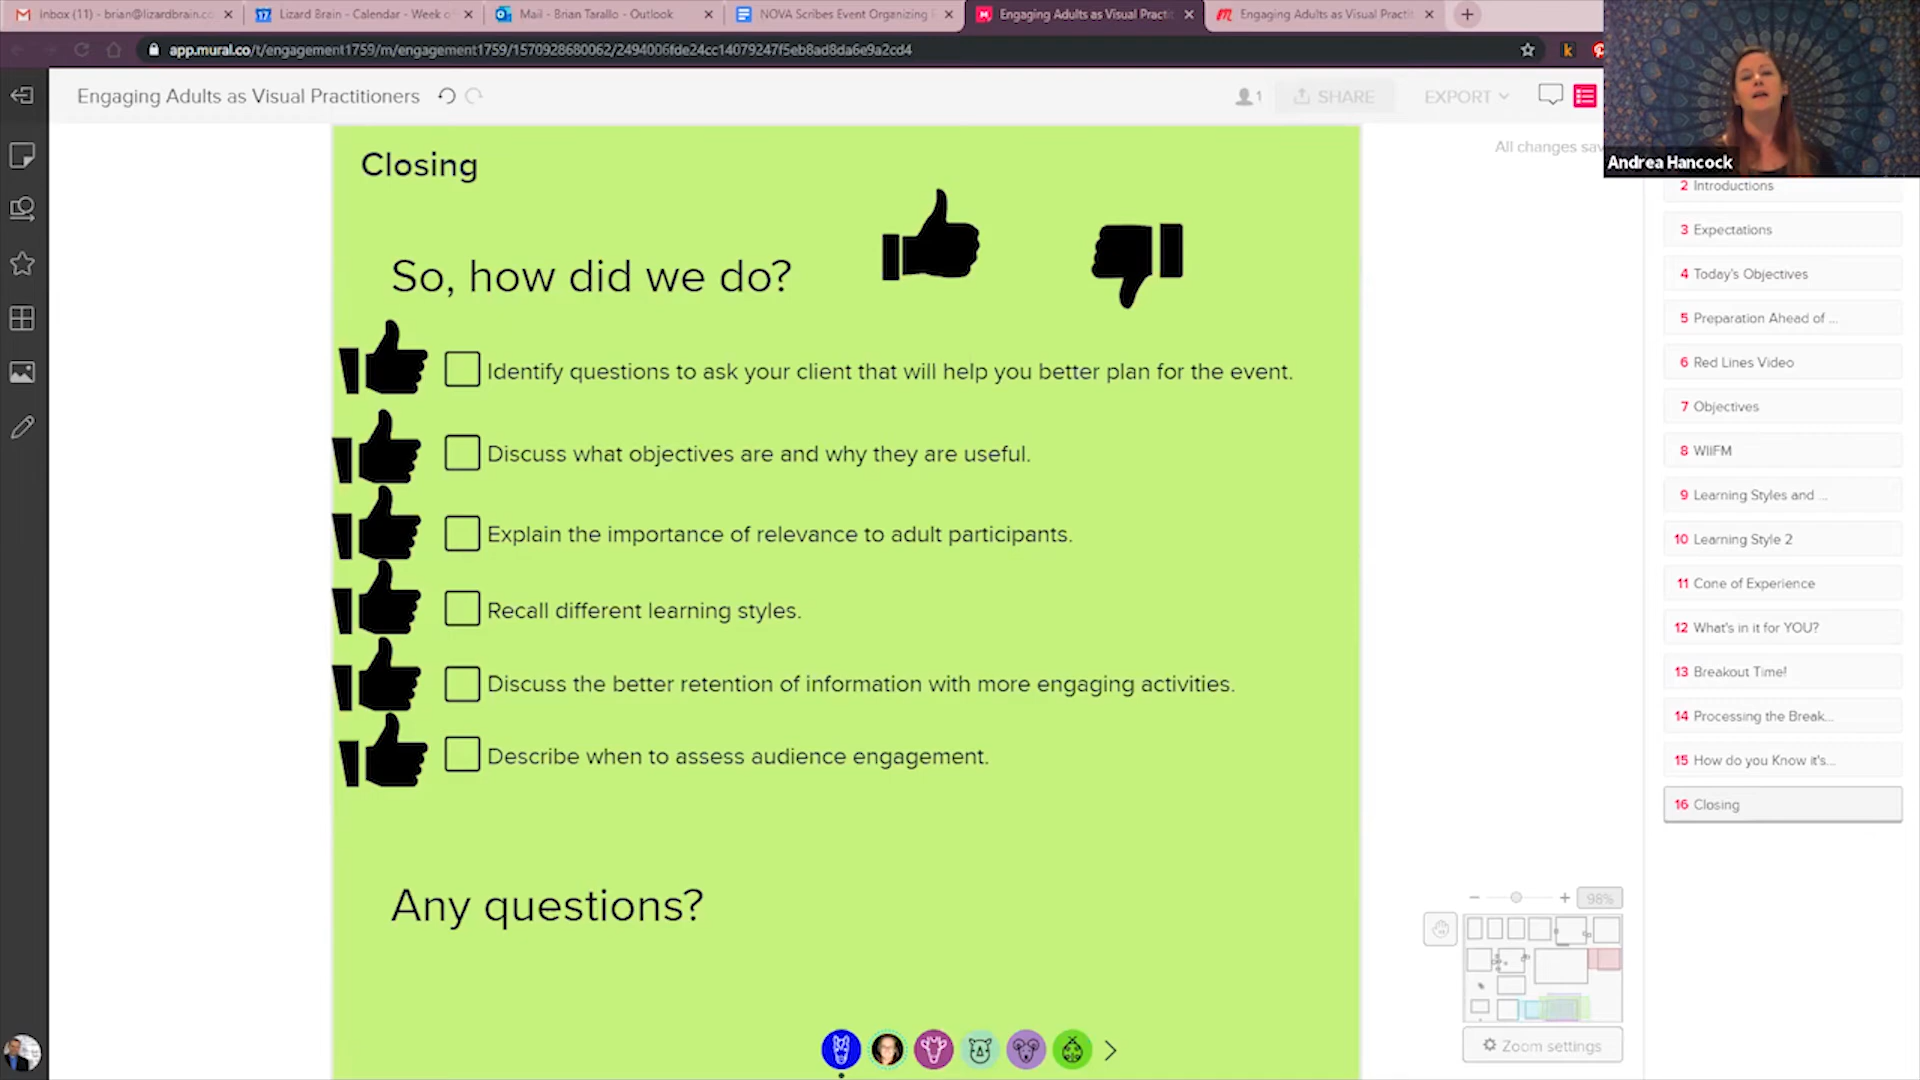 Inbox (11) - brian@lizardbrain.co
Lizard Brain - Calendar - Week o
Mail - Brian Tarallo - Outlook
NOVA Scribes Event Organizing
Engaging Adults as Visual Practit
Engaging Adults as Visual Practit
app.mural.co/t/engagement1759/m/engagement1759/1570928680062/2494006fde24cc14079247f5eb8ad8da6e9a2cd4
Engaging Adults as Visual Practitioners
1
SHARE
EXPORT
All changes sav
Andrea Hancock
Closing
So, how did we do?
Identify questions to ask your client that will help you better plan for the event.
Discuss what objectives are and why they are useful.
Explain the importance of relevance to adult participants.
Recall different learning styles.
Discuss the better retention of information with more engaging activities.
Describe when to assess audience engagement.
Any questions?
2 Introductions
3 Expectations
4 Today's Objectives
5 Preparation Ahead of ...
6 Red Lines Video
7 Objectives
8 WIIFM
9 Learning Styles and ...
10 Learning Style 2
11 Cone of Experience
12 What's in it for YOU?
13 Breakout Time!
14 Processing the Break...
15 How do you Know it's...
16 Closing
98%
Zoom settings